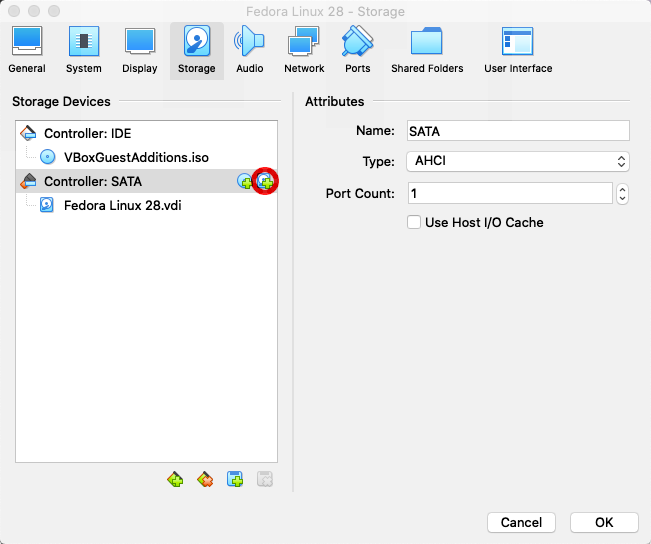 Fedora Linux 28 - Storage
General
System
Display
Storage
Audio
Network
Ports
Shared Folders
User Interface
Storage Devices
Controller: IDE
VBoxGuestAdditions.iso
Controller: SATA
Fedora Linux 28.vdi
Attributes
Name: SATA
Type: AHCI
Port Count: 1
Use Host I/O Cache
Cancel
OK